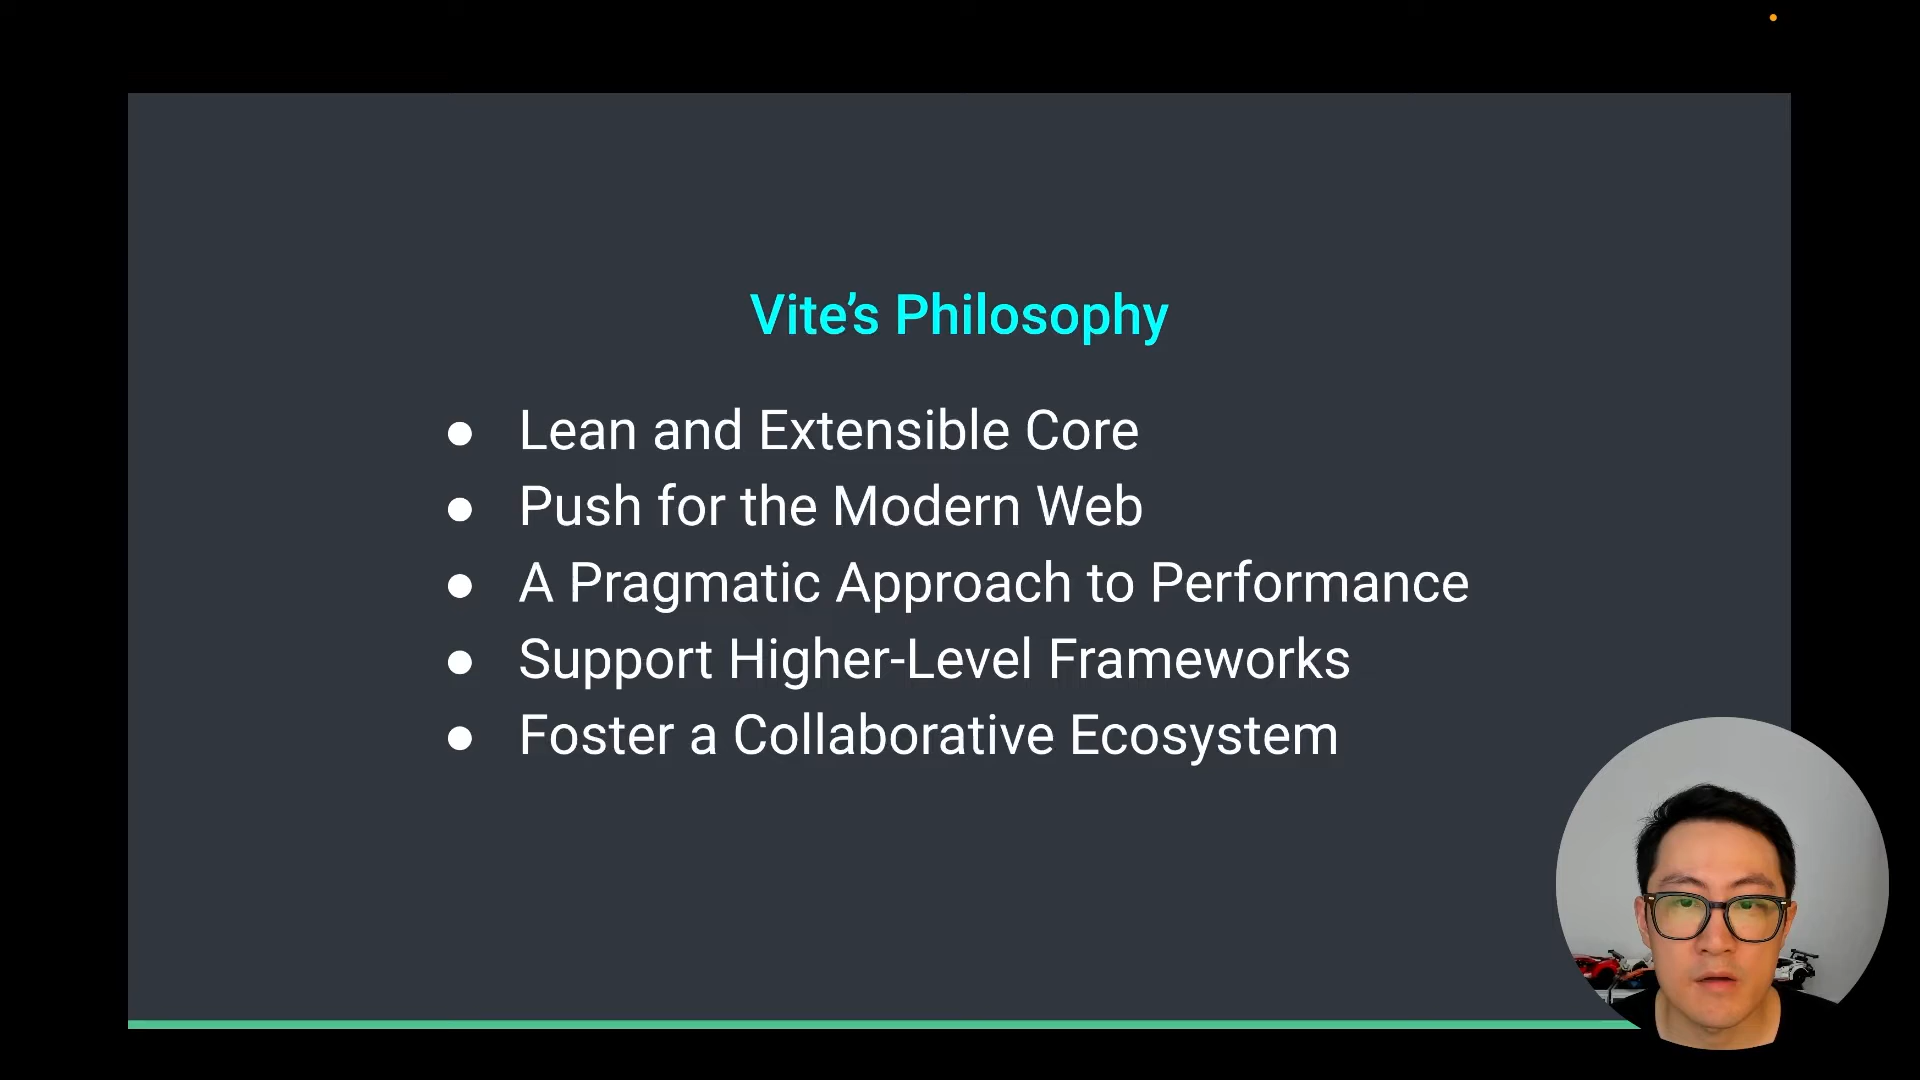 Vite’s Philosophy
● Lean and Extensible Core
● Push for the Modern Web
● A Pragmatic Approach to Performance
● Support Higher-Level Frameworks
● Foster a Collaborative Ecosystem